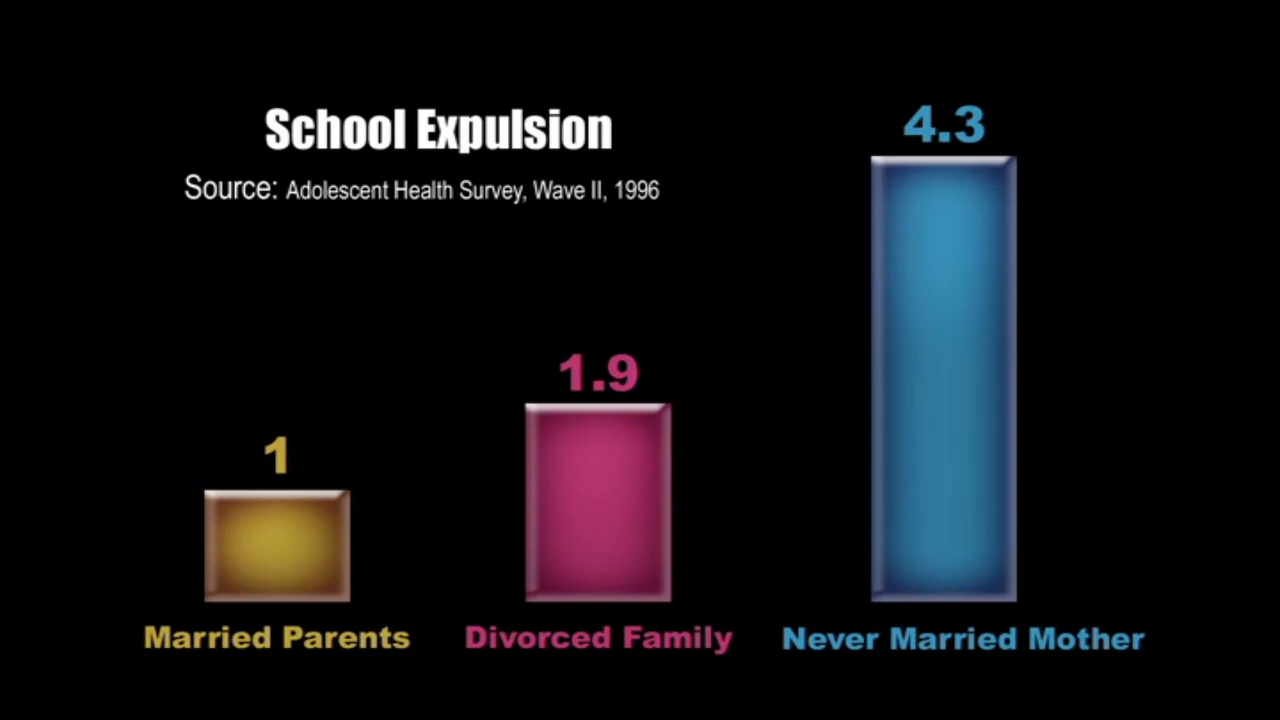 School Expulsion
Source: Adolescent Health Survey, Wave II, 1996
4.3
1.9
1
Married Parents
Divorced Family
Never Married Mother